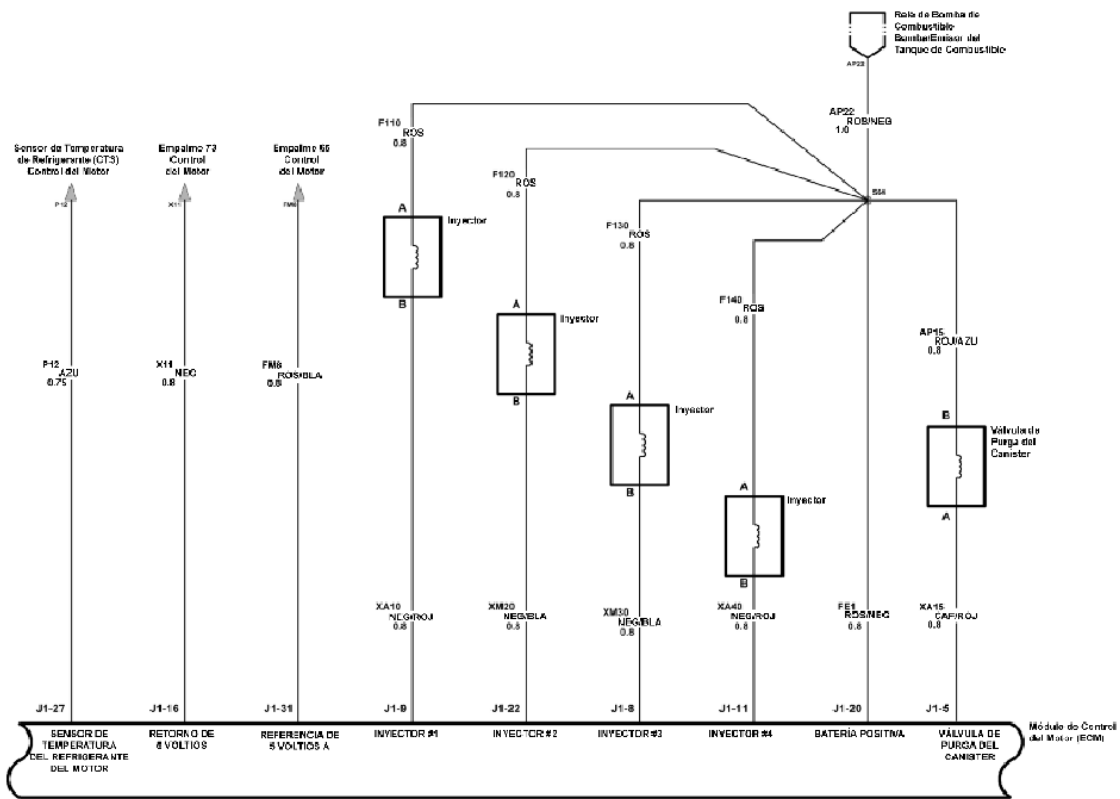 Relé de Bomba de
Combustible
Bomba/Emisor del
Tanque de Combustible
AP22
AP22
ROS/NEG
1.0
Sensor de Temperatura
de Refrigerante (CTS)
Control del Motor
P12
Empalme 73
Control
del Motor
X11
Empalme 65
Control
del Motor
FM6
F110
ROS
0.8
F120
ROS
0.8
F130
ROS
0.8
F140
ROS
0.8
A
Inyector
B
A
Inyector
B
A
Inyector
B
A
Inyector
B
AP15
ROJ/AZU
0.8
B
Válvula de
Purga del
Canister
A
P12
AZU
0.75
X11
NEG
0.8
FM6
ROS/BLA
0.8
XA10
NEG/ROJ
0.8
XM20
NEG/BLA
0.8
XM30
NEG/BLA
0.8
XA40
NEG/ROJ
0.8
FE1
ROS/NEG
0.8
XA15
CAF/ROJ
0.8
J1-27
J1-16
J1-31
J1-9
J1-22
J1-8
J1-11
J1-20
J1-5
SENSOR DE
TEMPERATURA
DEL REFRIGERANTE
DEL MOTOR
RETORNO DE
5 VOLTIOS
REFERENCIA DE
5 VOLTIOS A
INYECTOR #1
INYECTOR #2
INYECTOR #3
INYECTOR #4
BATERÍA POSITIVA
VÁLVULA DE
PURGA DEL
CANISTER
Módulo de Control
del Motor (ECM)